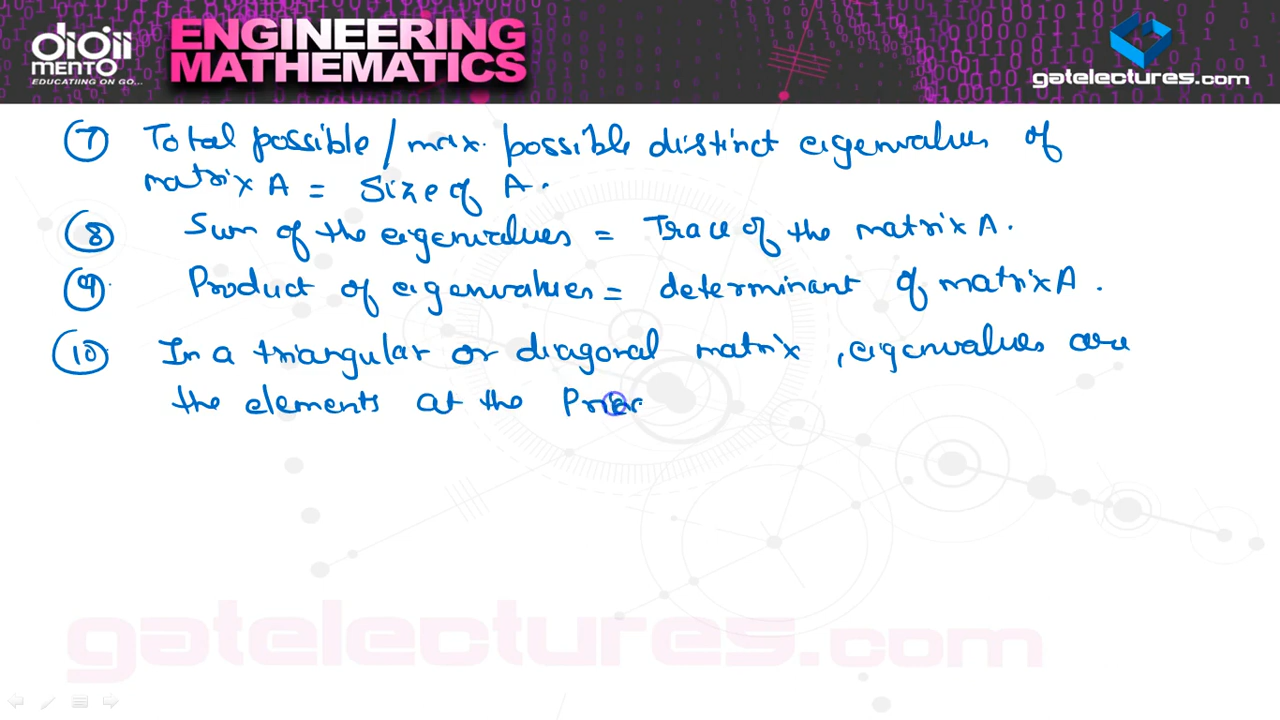 digii
MENTO
EDUCATIING ON GO...
ENGINEERING
MATHEMATICS
gatelectures.com
7 Total possible / max. possible distinct eigenvalues of
matrix A = Size of A.
8 Sum of the eigenvalues = Trace of the matrix A.
9 Product of eigenvalues = determinant of matrix A.
10 In a triangular or diagonal matrix, eigenvalues are
the elements at the
gatelectures.com